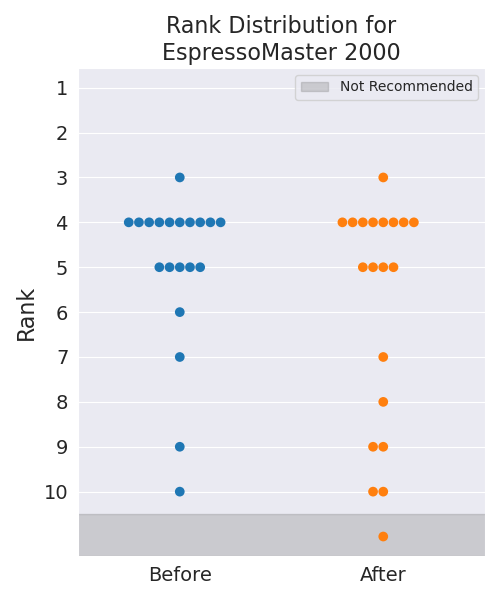 Rank Distribution for
EspressoMaster 2000
Not Recommended
1
2
3
4
5
6
7
8
9
10
Rank
Before
After